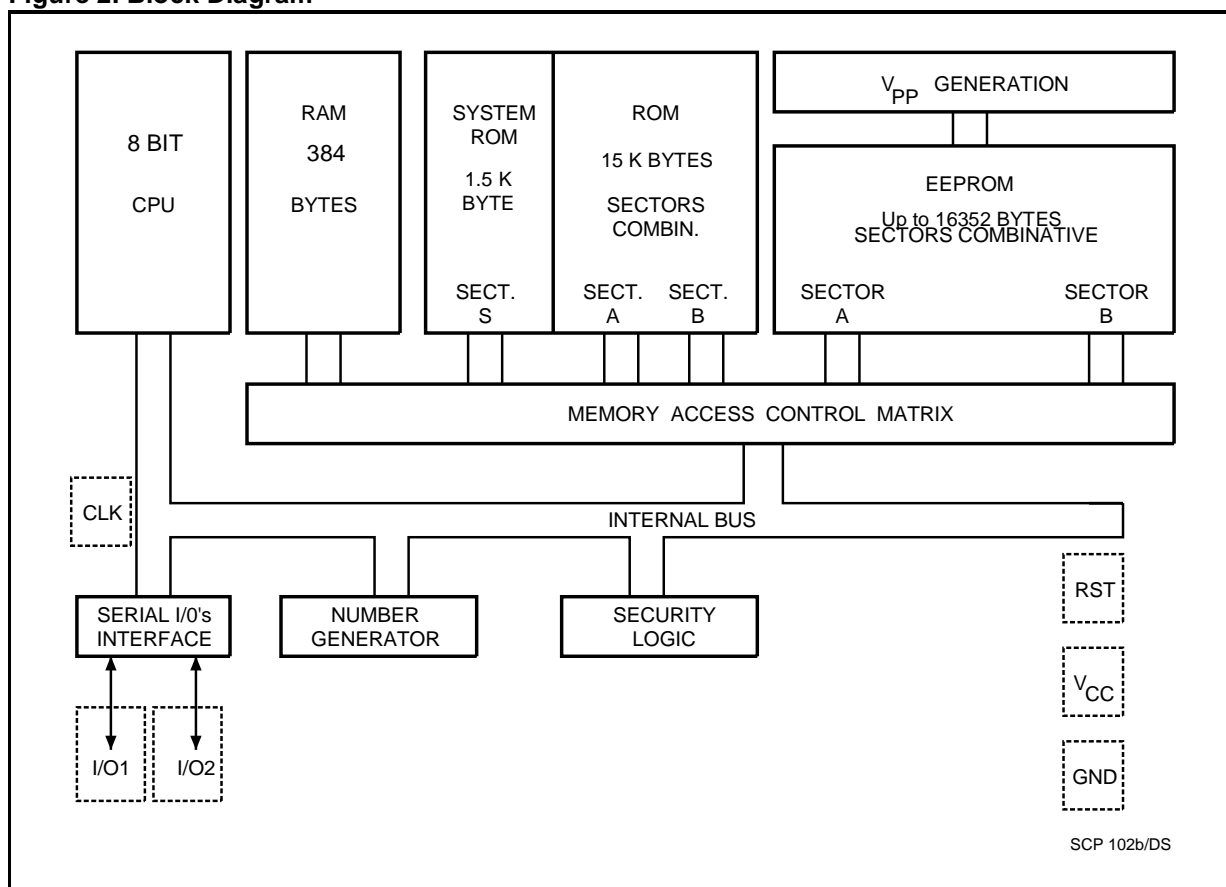 Figure 2. Block Diagram
8 BIT
CPU
RAM
384
BYTES
SYSTEM
ROM
1.5 K
BYTE
SECT.
S
ROM
15 K BYTES
SECTORS
COMBIN.
SECT.
A
SECT.
B
VPP GENERATION
EEPROM
Up to 16352 BYTES
SECTORS COMBINATIVE
SECTOR
A
SECTOR
B
MEMORY ACCESS CONTROL MATRIX
CLK
INTERNAL BUS
SERIAL I/0's
INTERFACE
NUMBER
GENERATOR
SECURITY
LOGIC
RST
VCC
I/O1
I/O2
GND
SCP 102b/DS